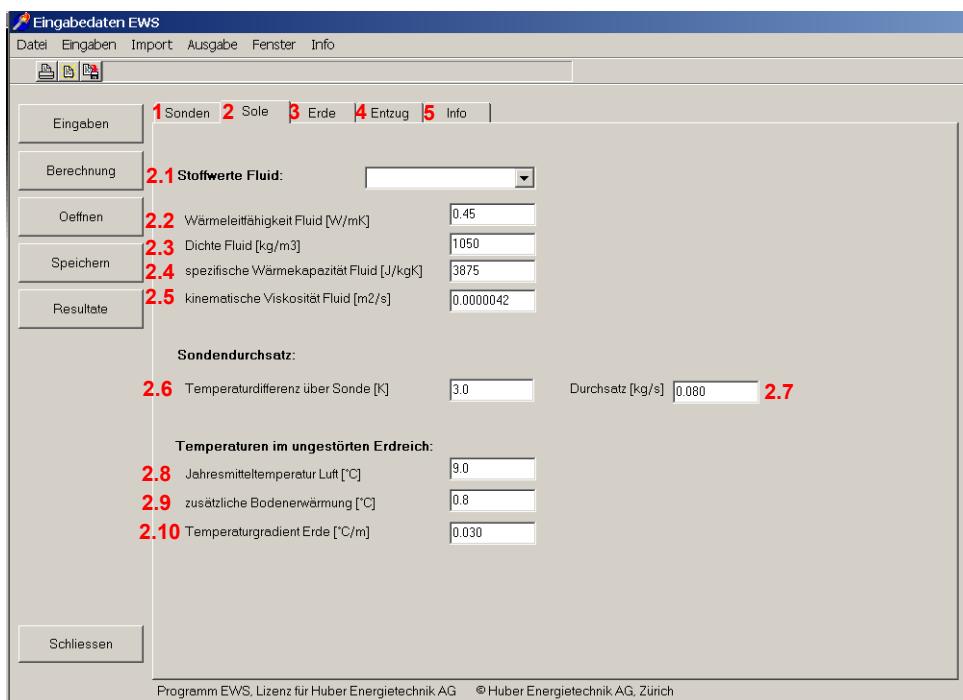 Eingabedaten EWS
Datei Eingaben Import Ausgabe Fenster Info
1 Sonden 2 Sole 3 Erde 4 Entzug 5 Info
Eingaben
Berechnung
Oeffnen
Speichern
Resultate
Schliessen
2.1 Stoffwerte Fluid:
2.2 Wärmeleitfähigkeit Fluid [W/mK] 0.45
2.3 Dichte Fluid [kg/m3] 1050
2.4 spezifische Wärmekapazität Fluid [J/kgK] 3875
2.5 kinematische Viskosität Fluid [m2/s] 0.0000042
Sondendurchsatz:
2.6 Temperaturdifferenz über Sonde [K] 3.0 Durchsatz [kg/s] 0.080 2.7
Temperaturen im ungestörten Erdreich:
2.8 Jahresmitteltemperatur Luft [°C] 9.0
2.9 zusätzliche Bodenerwärmung [°C] 0.8
2.10 Temperaturgradient Erde [°C/m] 0.030
Programm EWS, Lizenz für Huber Energietechnik AG © Huber Energietechnik AG, Zürich